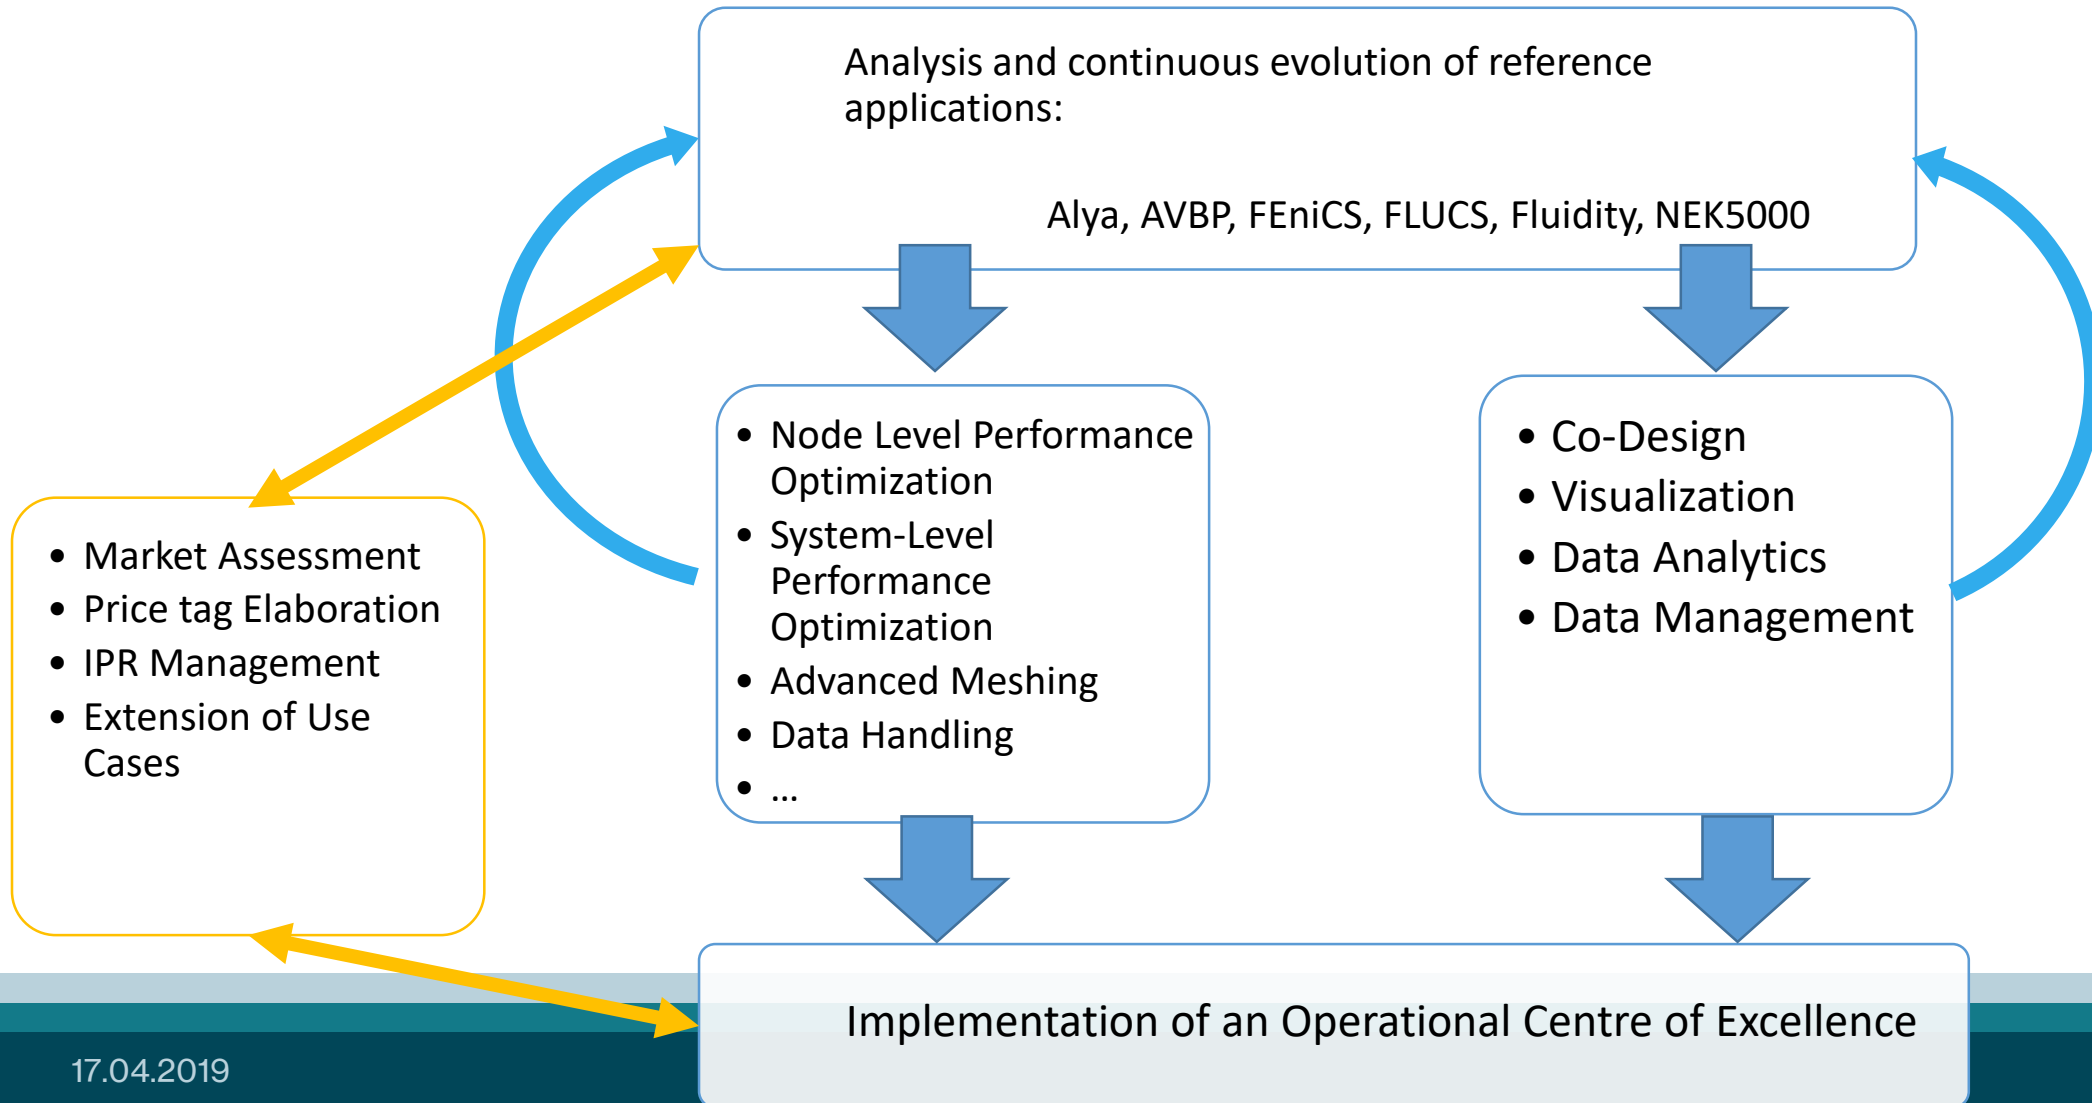 Analysis and continuous evolution of reference
applications:
Alya, AVBP, FEniCS, FLUCS, Fluidity, NEK5000
• Market Assessment
• Price tag Elaboration
• IPR Management
• Extension of Use
Cases
• Node Level Performance
Optimization
• System-Level
Performance
Optimization
• Advanced Meshing
• Data Handling
• ...
• Co-Design
• Visualization
• Data Analytics
• Data Management
Implementation of an Operational Centre of Excellence
17.04.2019